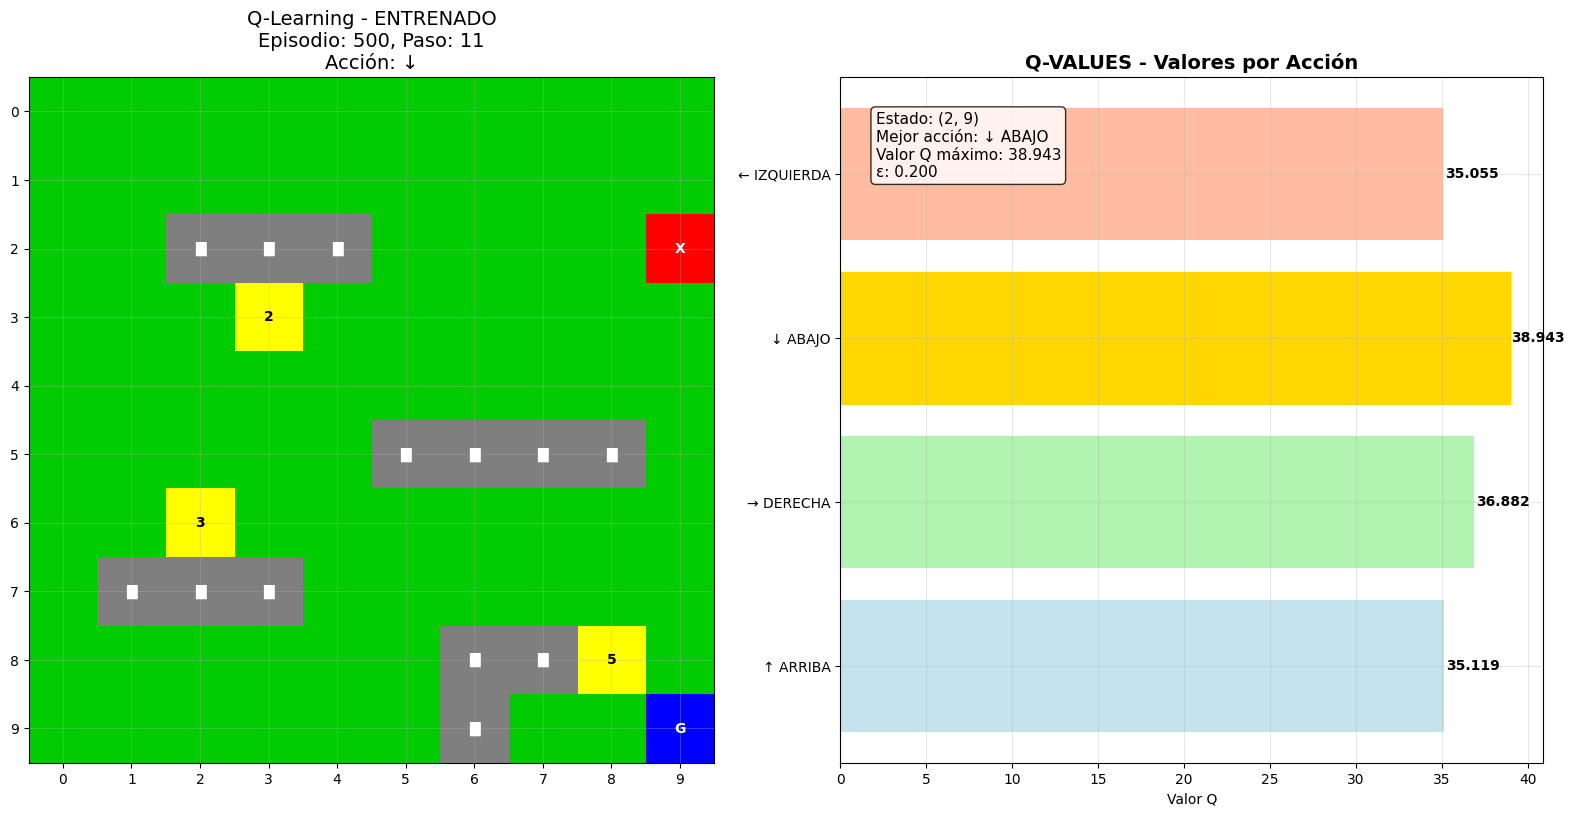 Q-Learning - ENTRENADO
Episodio: 500, Paso: 11
Acción: ↓
0
1
2
X
3
2
4
5
6
3
7
8
5
9
G
0 1 2 3 4 5 6 7 8 9
Q-VALUES - Valores por Acción
Estado: (2, 9)
Mejor acción: ↓ ABAJO
Valor Q máximo: 38.943
ε: 0.200
← IZQUIERDA
35.055
↓ ABAJO
38.943
→ DERECHA
36.882
↑ ARRIBA
35.119
0 5 10 15 20 25 30 35 40
Valor Q